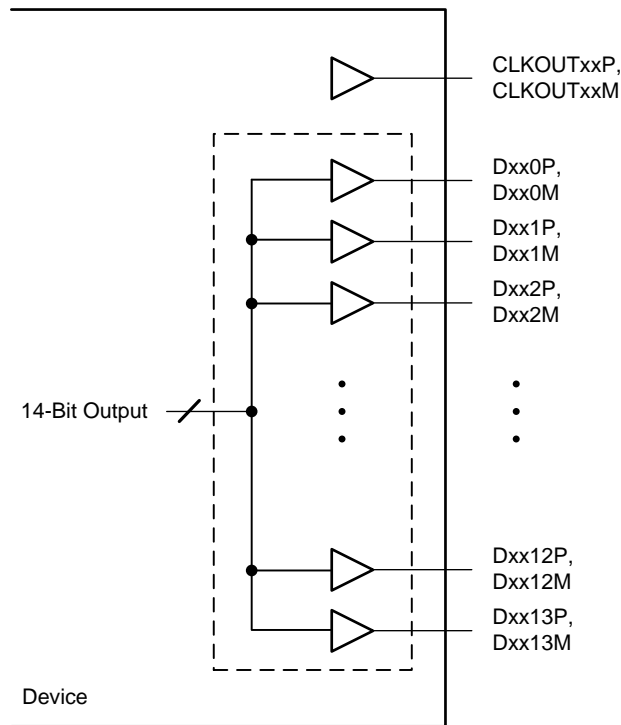 CLKOUTxxP,
CLKOUTxxM
Dxx0P,
Dxx0M
Dxx1P,
Dxx1M
Dxx2P,
Dxx2M
14-Bit Output
Dxx12P,
Dxx12M
Dxx13P,
Dxx13M
Device